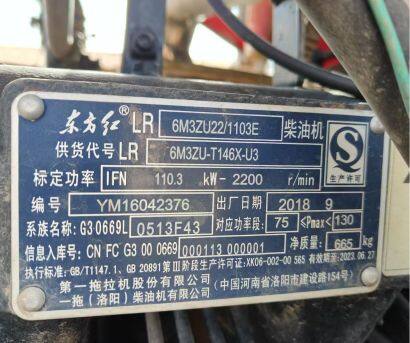 东方红® LR 6M3ZU22/1103E 柴油机
供货代号 LR 6M3ZU-T146X-U3
生产许可
标定功率 IFN 110.3 kW-2200 r/min
编号 YM16042376 出厂日期 2018 9
系族名称: G30669L 0513F43 对应功率段: 75 ≤Pmax< 130
信息入库号: CN FC G3 00 0669 000113 000001 净质量: 665 kg
执行标准: GB/T1147.1、GB 20891第Ⅲ阶段生产许可证: XK06-002-00 565 有效期至: 2023.06.27
第一拖拉机股份有限公司
一拖(洛阳)柴油机有限公司 (中国河南省洛阳市建设路154号)